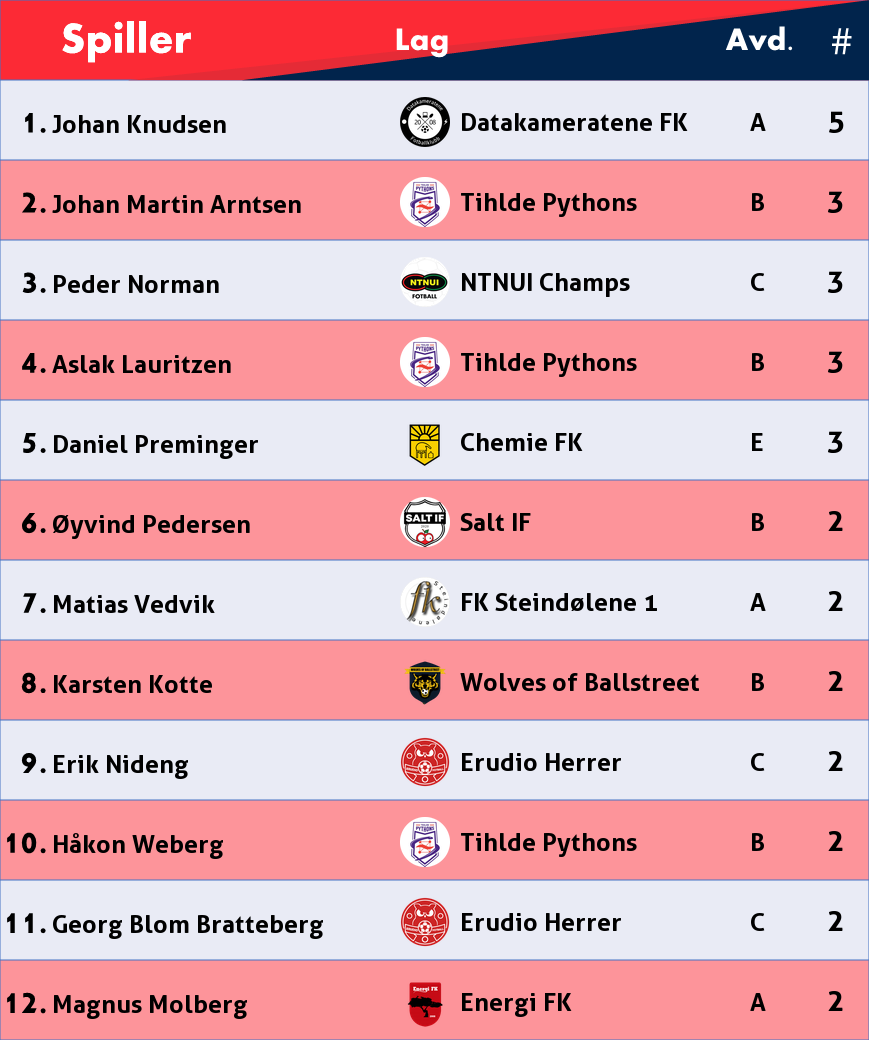 Spiller Lag Avd. #
1. Johan Knudsen Datakameratene FK A 5
2. Johan Martin Arntsen Tihlde Pythons B 3
3. Peder Norman NTNUI FOTBALL NTNUI Champs C 3
4. Aslak Lauritzen Tihlde Pythons B 3
5. Daniel Preminger Chemie FK E 3
6. Øyvind Pedersen SALT IF Salt IF B 2
7. Matias Vedvik fk Steindølene FK Steindølene 1 A 2
8. Karsten Kotte Wolves of Ballstreet B 2
9. Erik Nideng Erudio Herrer C 2
10. Håkon Weberg Tihlde Pythons B 2
11. Georg Blom Bratteberg Erudio Herrer C 2
12. Magnus Molberg Energi FK Energi FK A 2